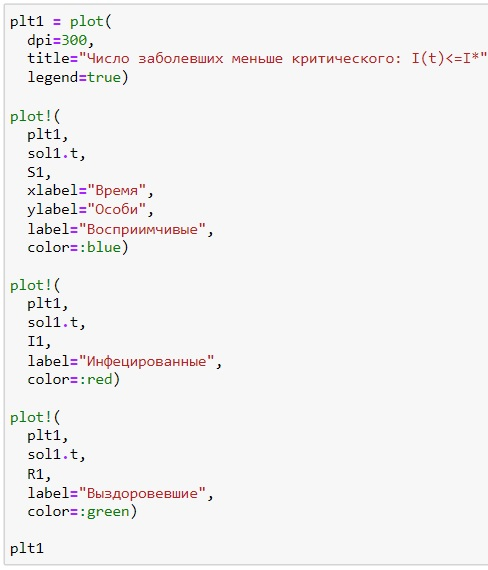 plt1 = plot(
  dpi=300,
  title="Число заболевших меньше критического: I(t)<=I*"
  legend=true)

plot!(
  plt1,
  sol1.t,
  S1,
  xlabel="Время",
  ylabel="Особи",
  label="Восприимчивые",
  color=:blue)

plot!(
  plt1,
  sol1.t,
  I1,
  label="Инфецированные",
  color=:red)

plot!(
  plt1,
  sol1.t,
  R1,
  label="Выздоровевшие",
  color=:green)

plt1